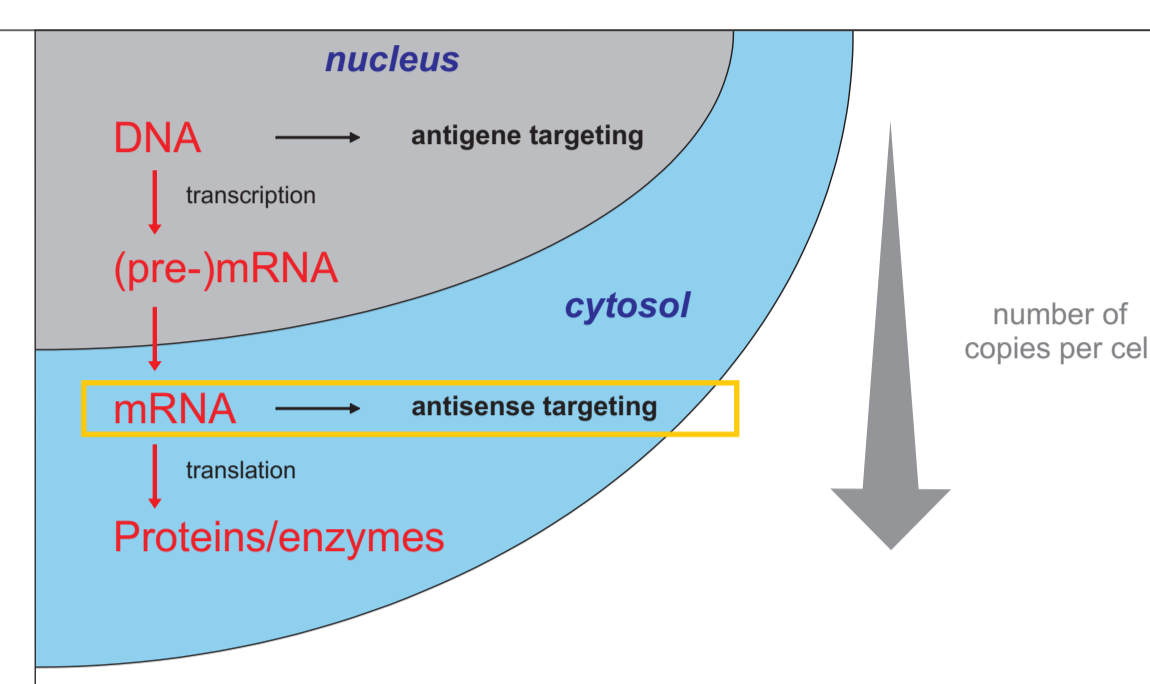 nucleus
DNA
antigene targeting
transcription
(pre-)mRNA
cytosol
number of
copies per cel
mRNA
antisense targeting
translation
Proteins/enzymes